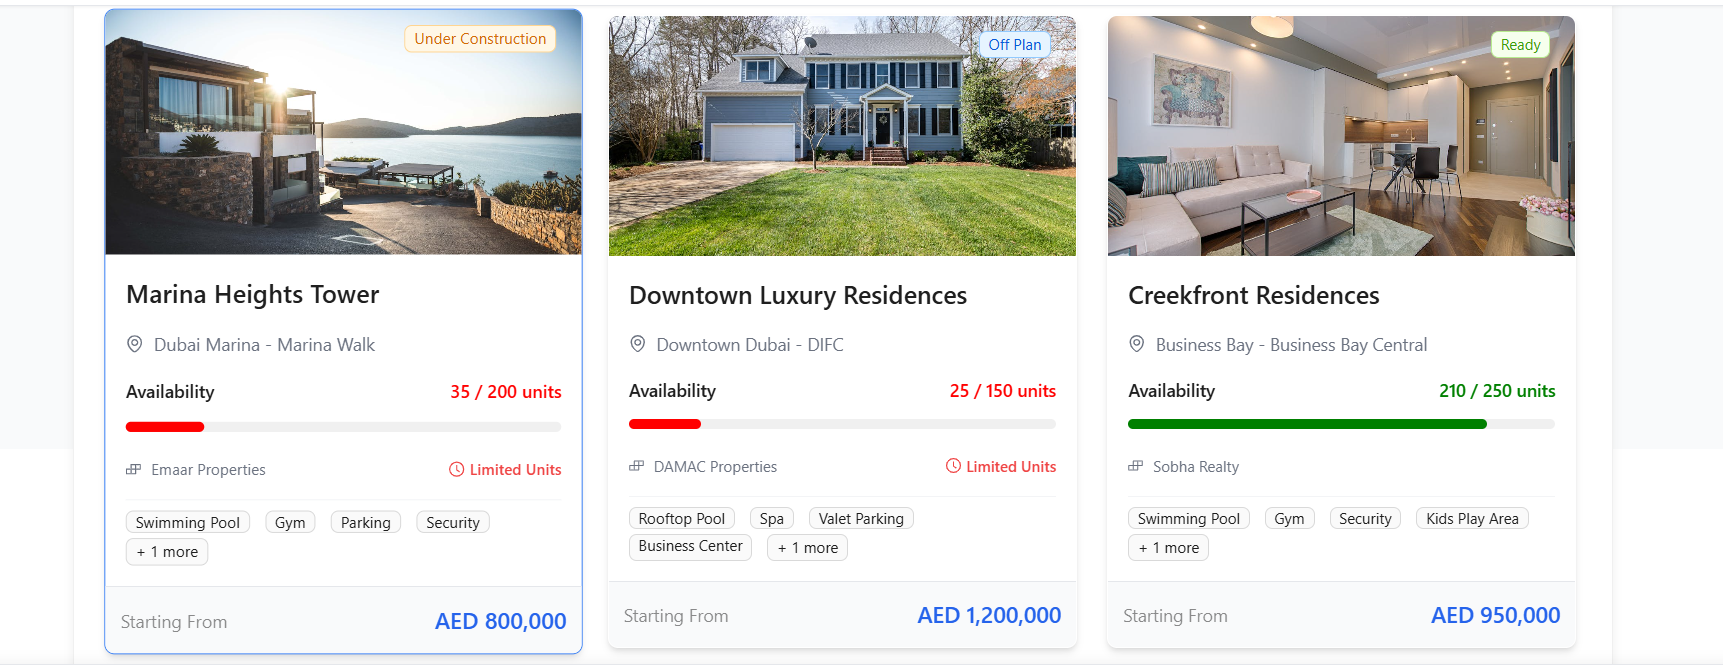 Under Construction
Marina Heights Tower
Dubai Marina - Marina Walk
Availability
35 / 200 units
Emaar Properties
Limited Units
Swimming Pool
Gym
Parking
Security
+ 1 more
Starting From
AED 800,000
Off Plan
Downtown Luxury Residences
Downtown Dubai - DIFC
Availability
25 / 150 units
DAMAC Properties
Limited Units
Rooftop Pool
Spa
Valet Parking
Business Center
+ 1 more
Starting From
AED 1,200,000
Ready
Creekfront Residences
Business Bay - Business Bay Central
Availability
210 / 250 units
Sobha Realty
Swimming Pool
Gym
Security
Kids Play Area
+ 1 more
Starting From
AED 950,000